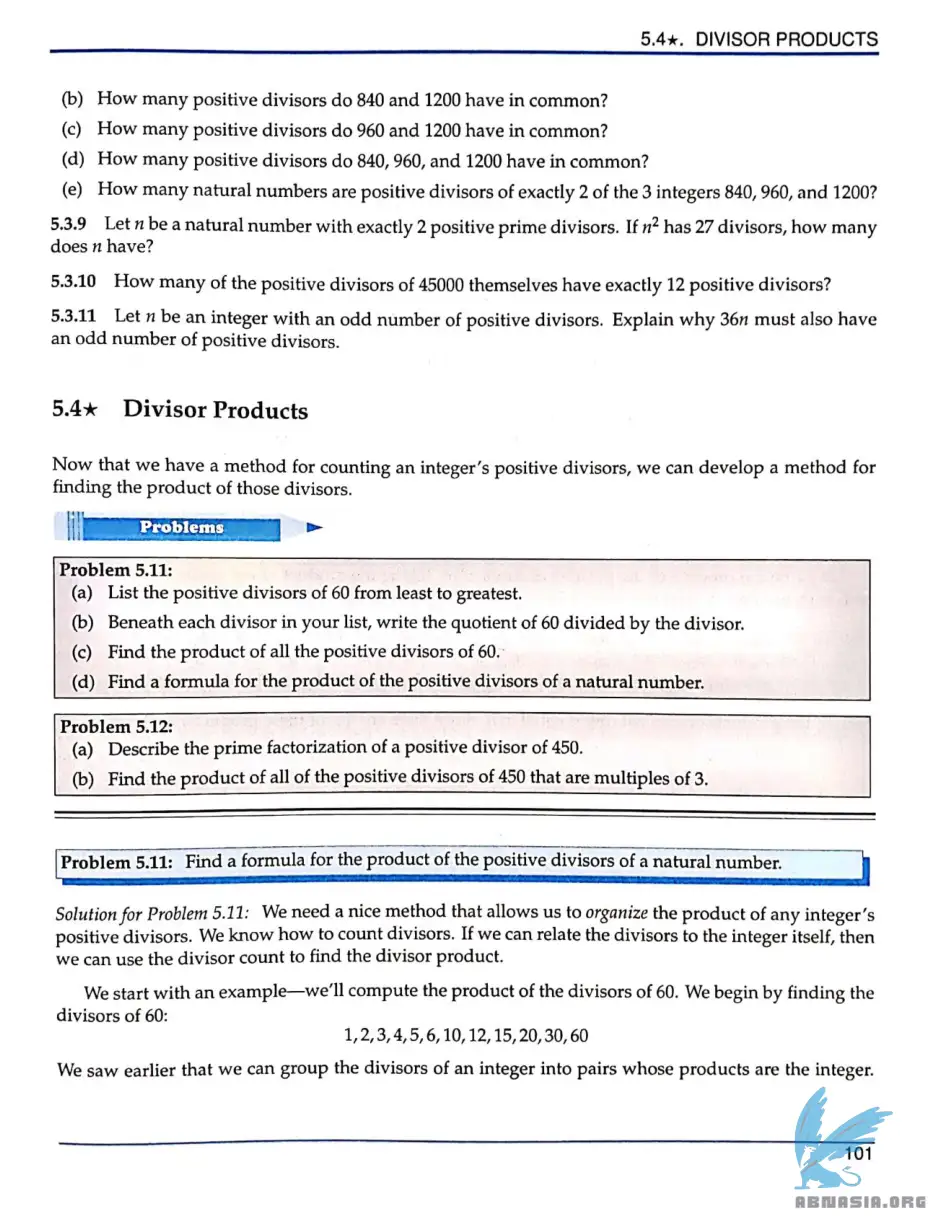 5.4⋆. DIVISOR PRODUCTS
(b) How many positive divisors do 840 and 1200 have in common?
(c) How many positive divisors do 960 and 1200 have in common?
(d) How many positive divisors do 840, 960, and 1200 have in common?
(e) How many natural numbers are positive divisors of exactly 2 of the 3 integers 840, 960, and 1200?
5.3.9 Let n be a natural number with exactly 2 positive prime divisors. If n² has 27 divisors, how many
does n have?
5.3.10 How many of the positive divisors of 45000 themselves have exactly 12 positive divisors?
5.3.11 Let n be an integer with an odd number of positive divisors. Explain why 36n must also have
an odd number of positive divisors.
5.4⋆ Divisor Products
Now that we have a method for counting an integer's positive divisors, we can develop a method for
finding the product of those divisors.
Problems
Problem 5.11:
(a) List the positive divisors of 60 from least to greatest.
(b) Beneath each divisor in your list, write the quotient of 60 divided by the divisor.
(c) Find the product of all the positive divisors of 60.
(d) Find a formula for the product of the positive divisors of a natural number.
Problem 5.12:
(a) Describe the prime factorization of a positive divisor of 450.
(b) Find the product of all of the positive divisors of 450 that are multiples of 3.
Problem 5.11: Find a formula for the product of the positive divisors of a natural number.
Solution for Problem 5.11: We need a nice method that allows us to organize the product of any integer's
positive divisors. We know how to count divisors. If we can relate the divisors to the integer itself, then
we can use the divisor count to find the divisor product.
We start with an example—we'll compute the product of the divisors of 60. We begin by finding the
divisors of 60:
1, 2, 3, 4, 5, 6, 10, 12, 15, 20, 30, 60
We saw earlier that we can group the divisors of an integer into pairs whose products are the integer.
101
ABNASIA.ORG